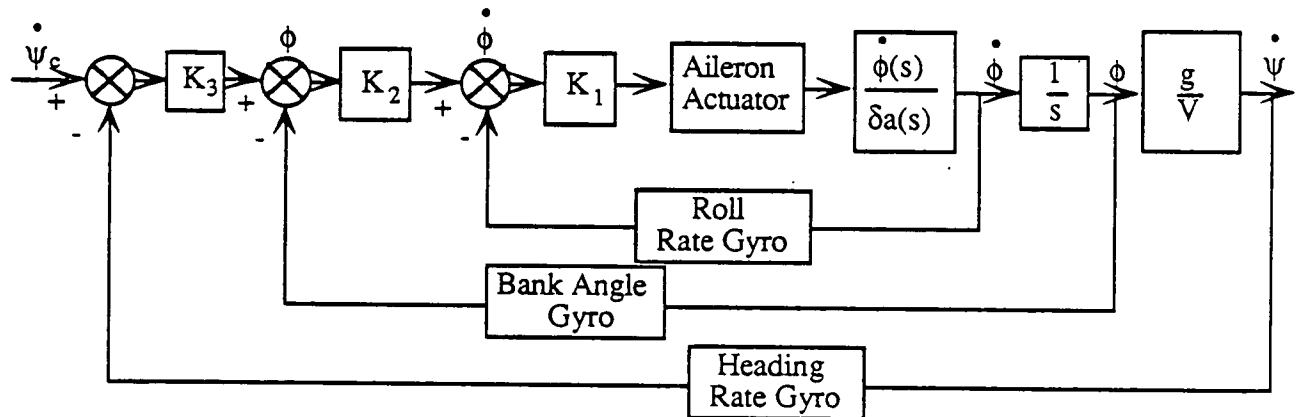 ψ̇c
+
-
K3
+
ϕ
-
K2
+
ϕ̇
-
K1
Aileron
Actuator
ϕ̇(s)
δa(s)
ϕ̇
1
s
ϕ
g
V
ψ̇
Roll
Rate Gyro
Bank Angle
Gyro
Heading
Rate Gyro